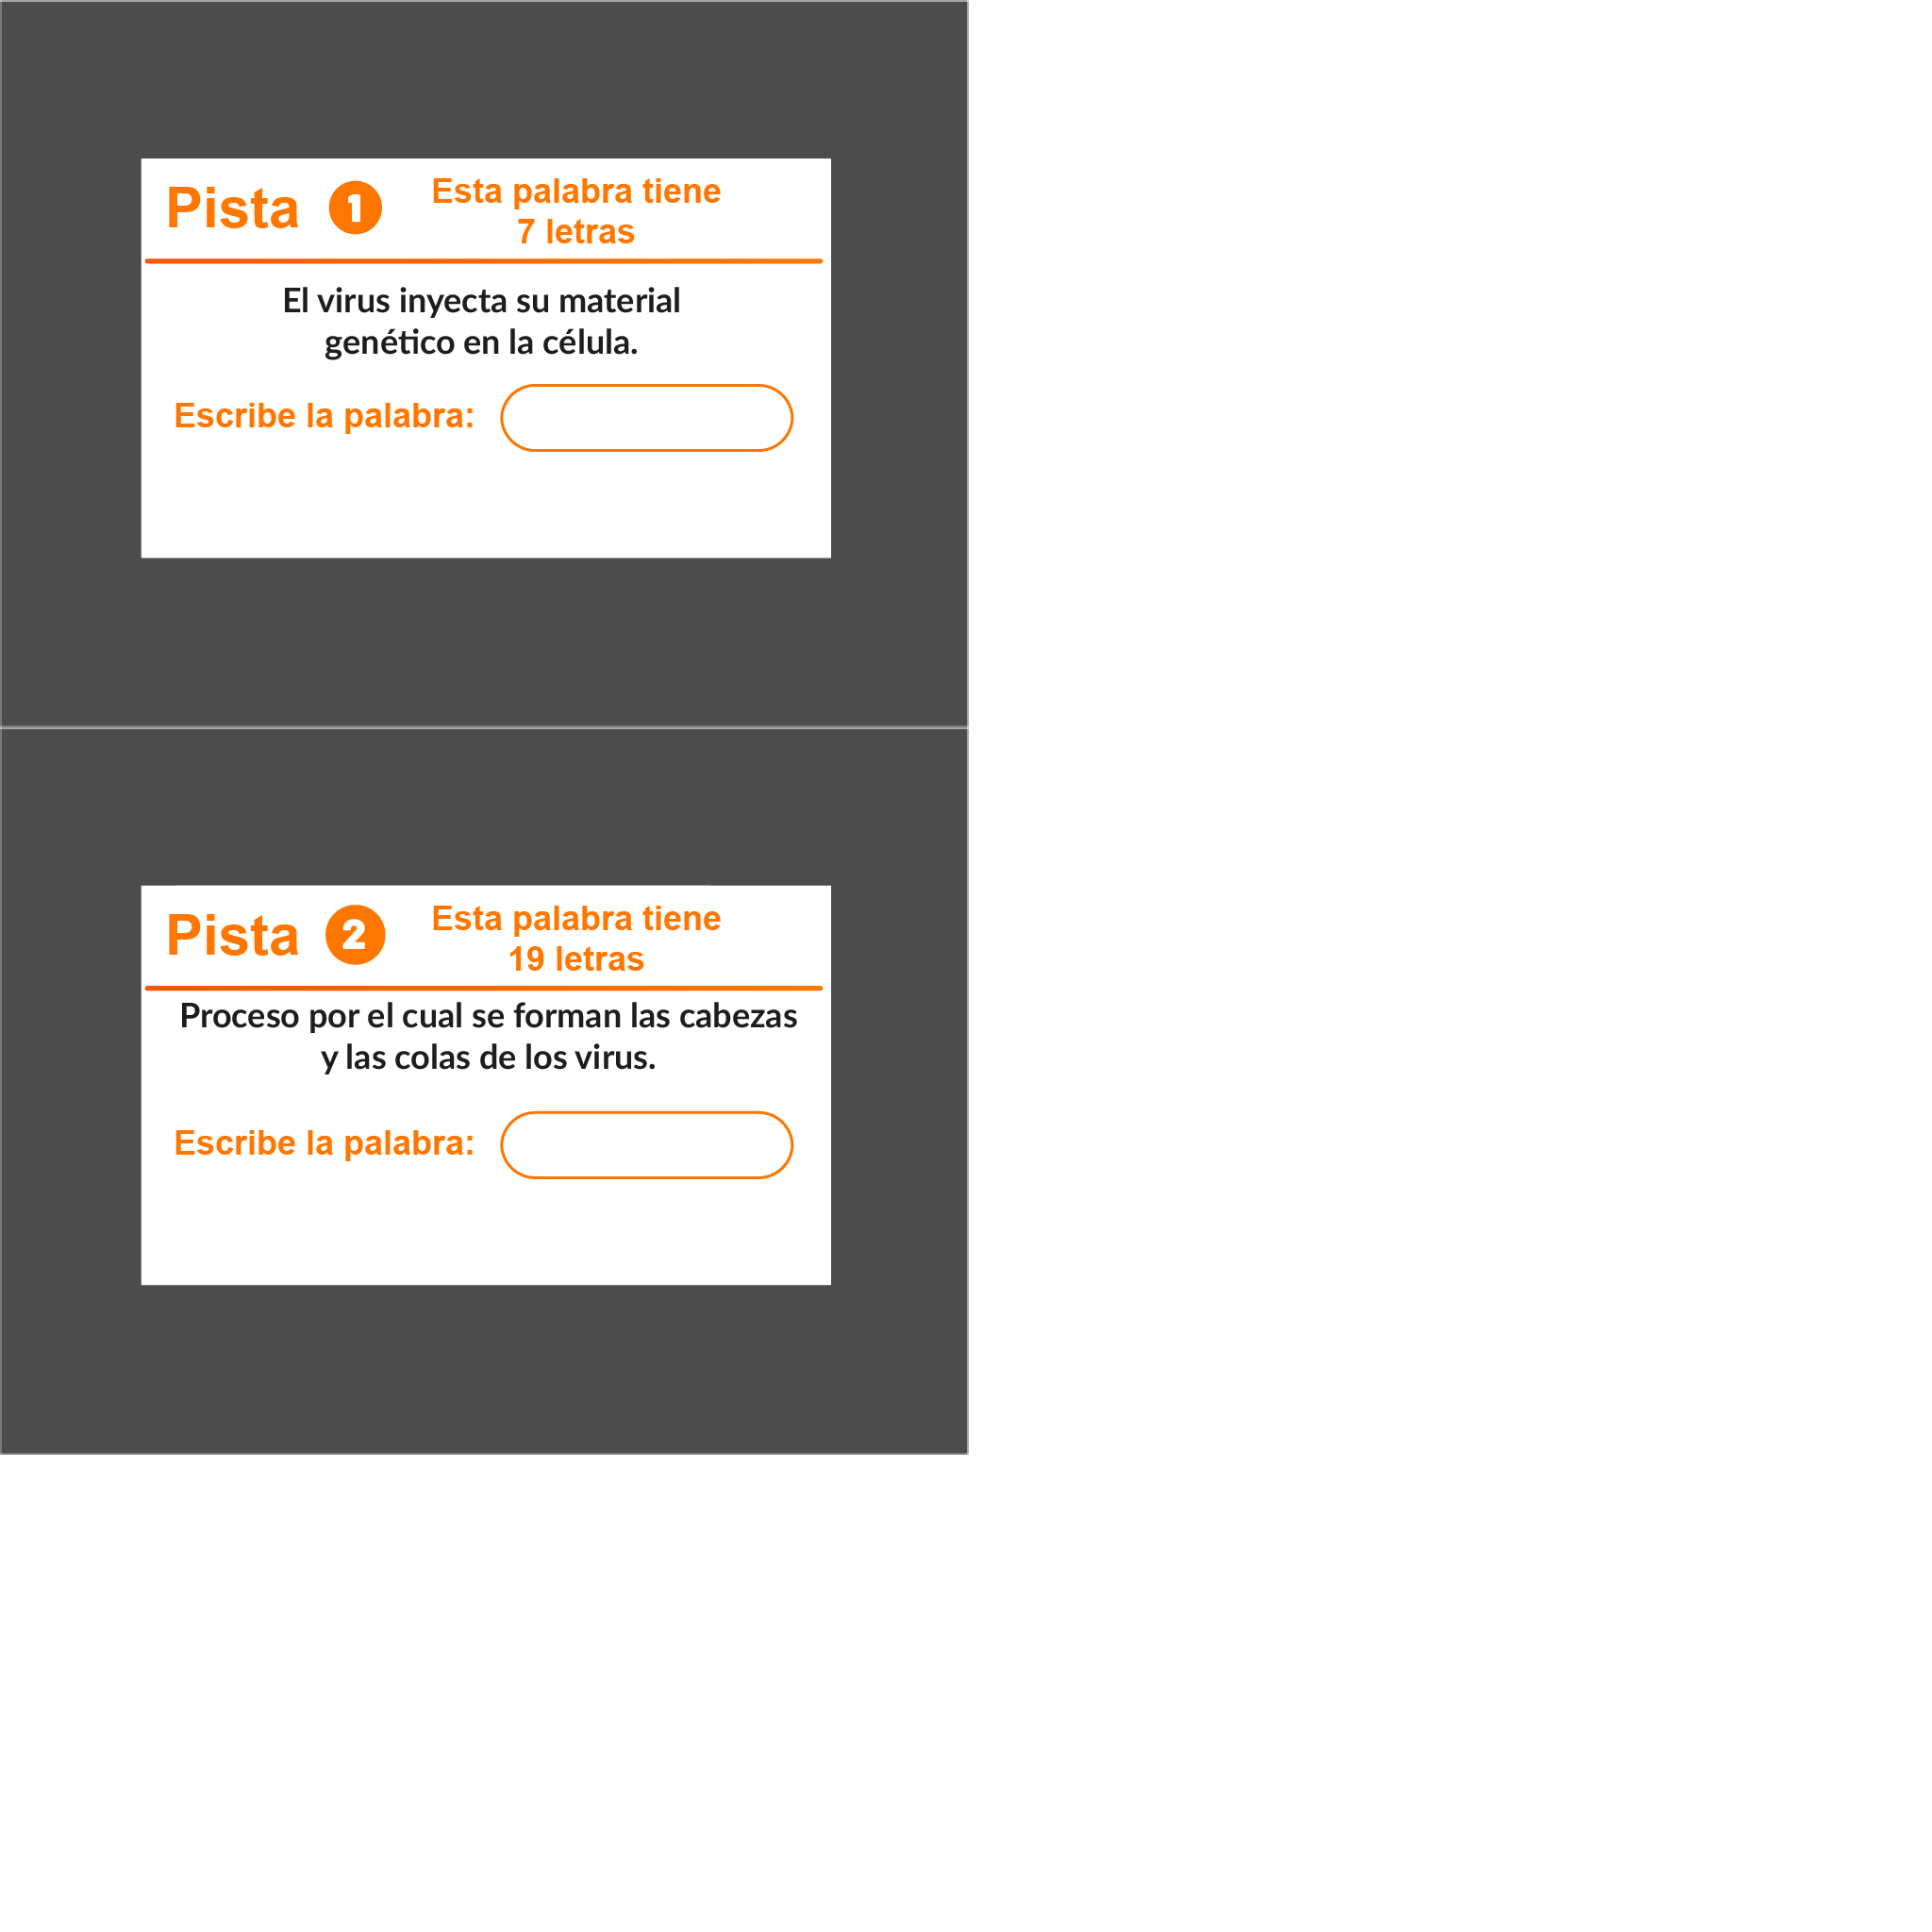 Pista 1
Esta palabra tiene
7 letras
El virus inyecta su material
genético en la célula.
Escribe la palabra:
Pista 2
Esta palabra tiene
19 letras
Proceso por el cual se forman las cabezas
y las colas de los virus.
Escribe la palabra: